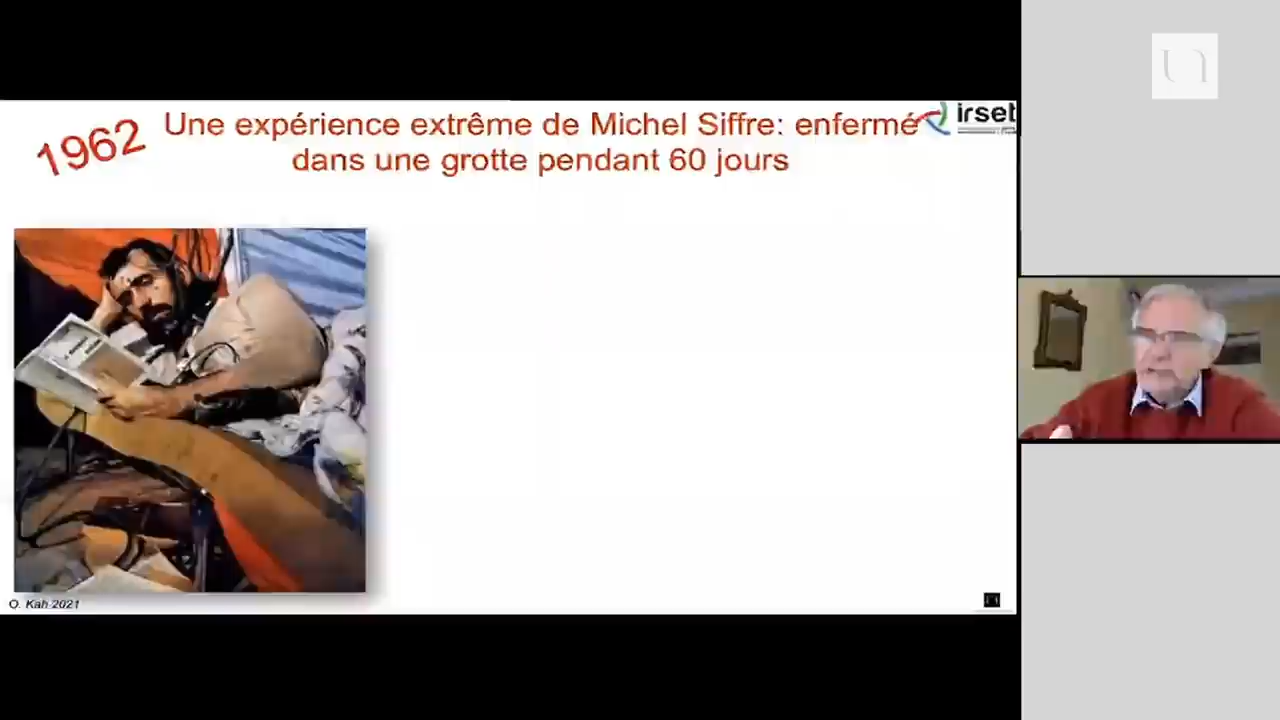 1962
Une expérience extrême de Michel Siffre: enfermé
dans une grotte pendant 60 jours
irset
O. Kah 2021